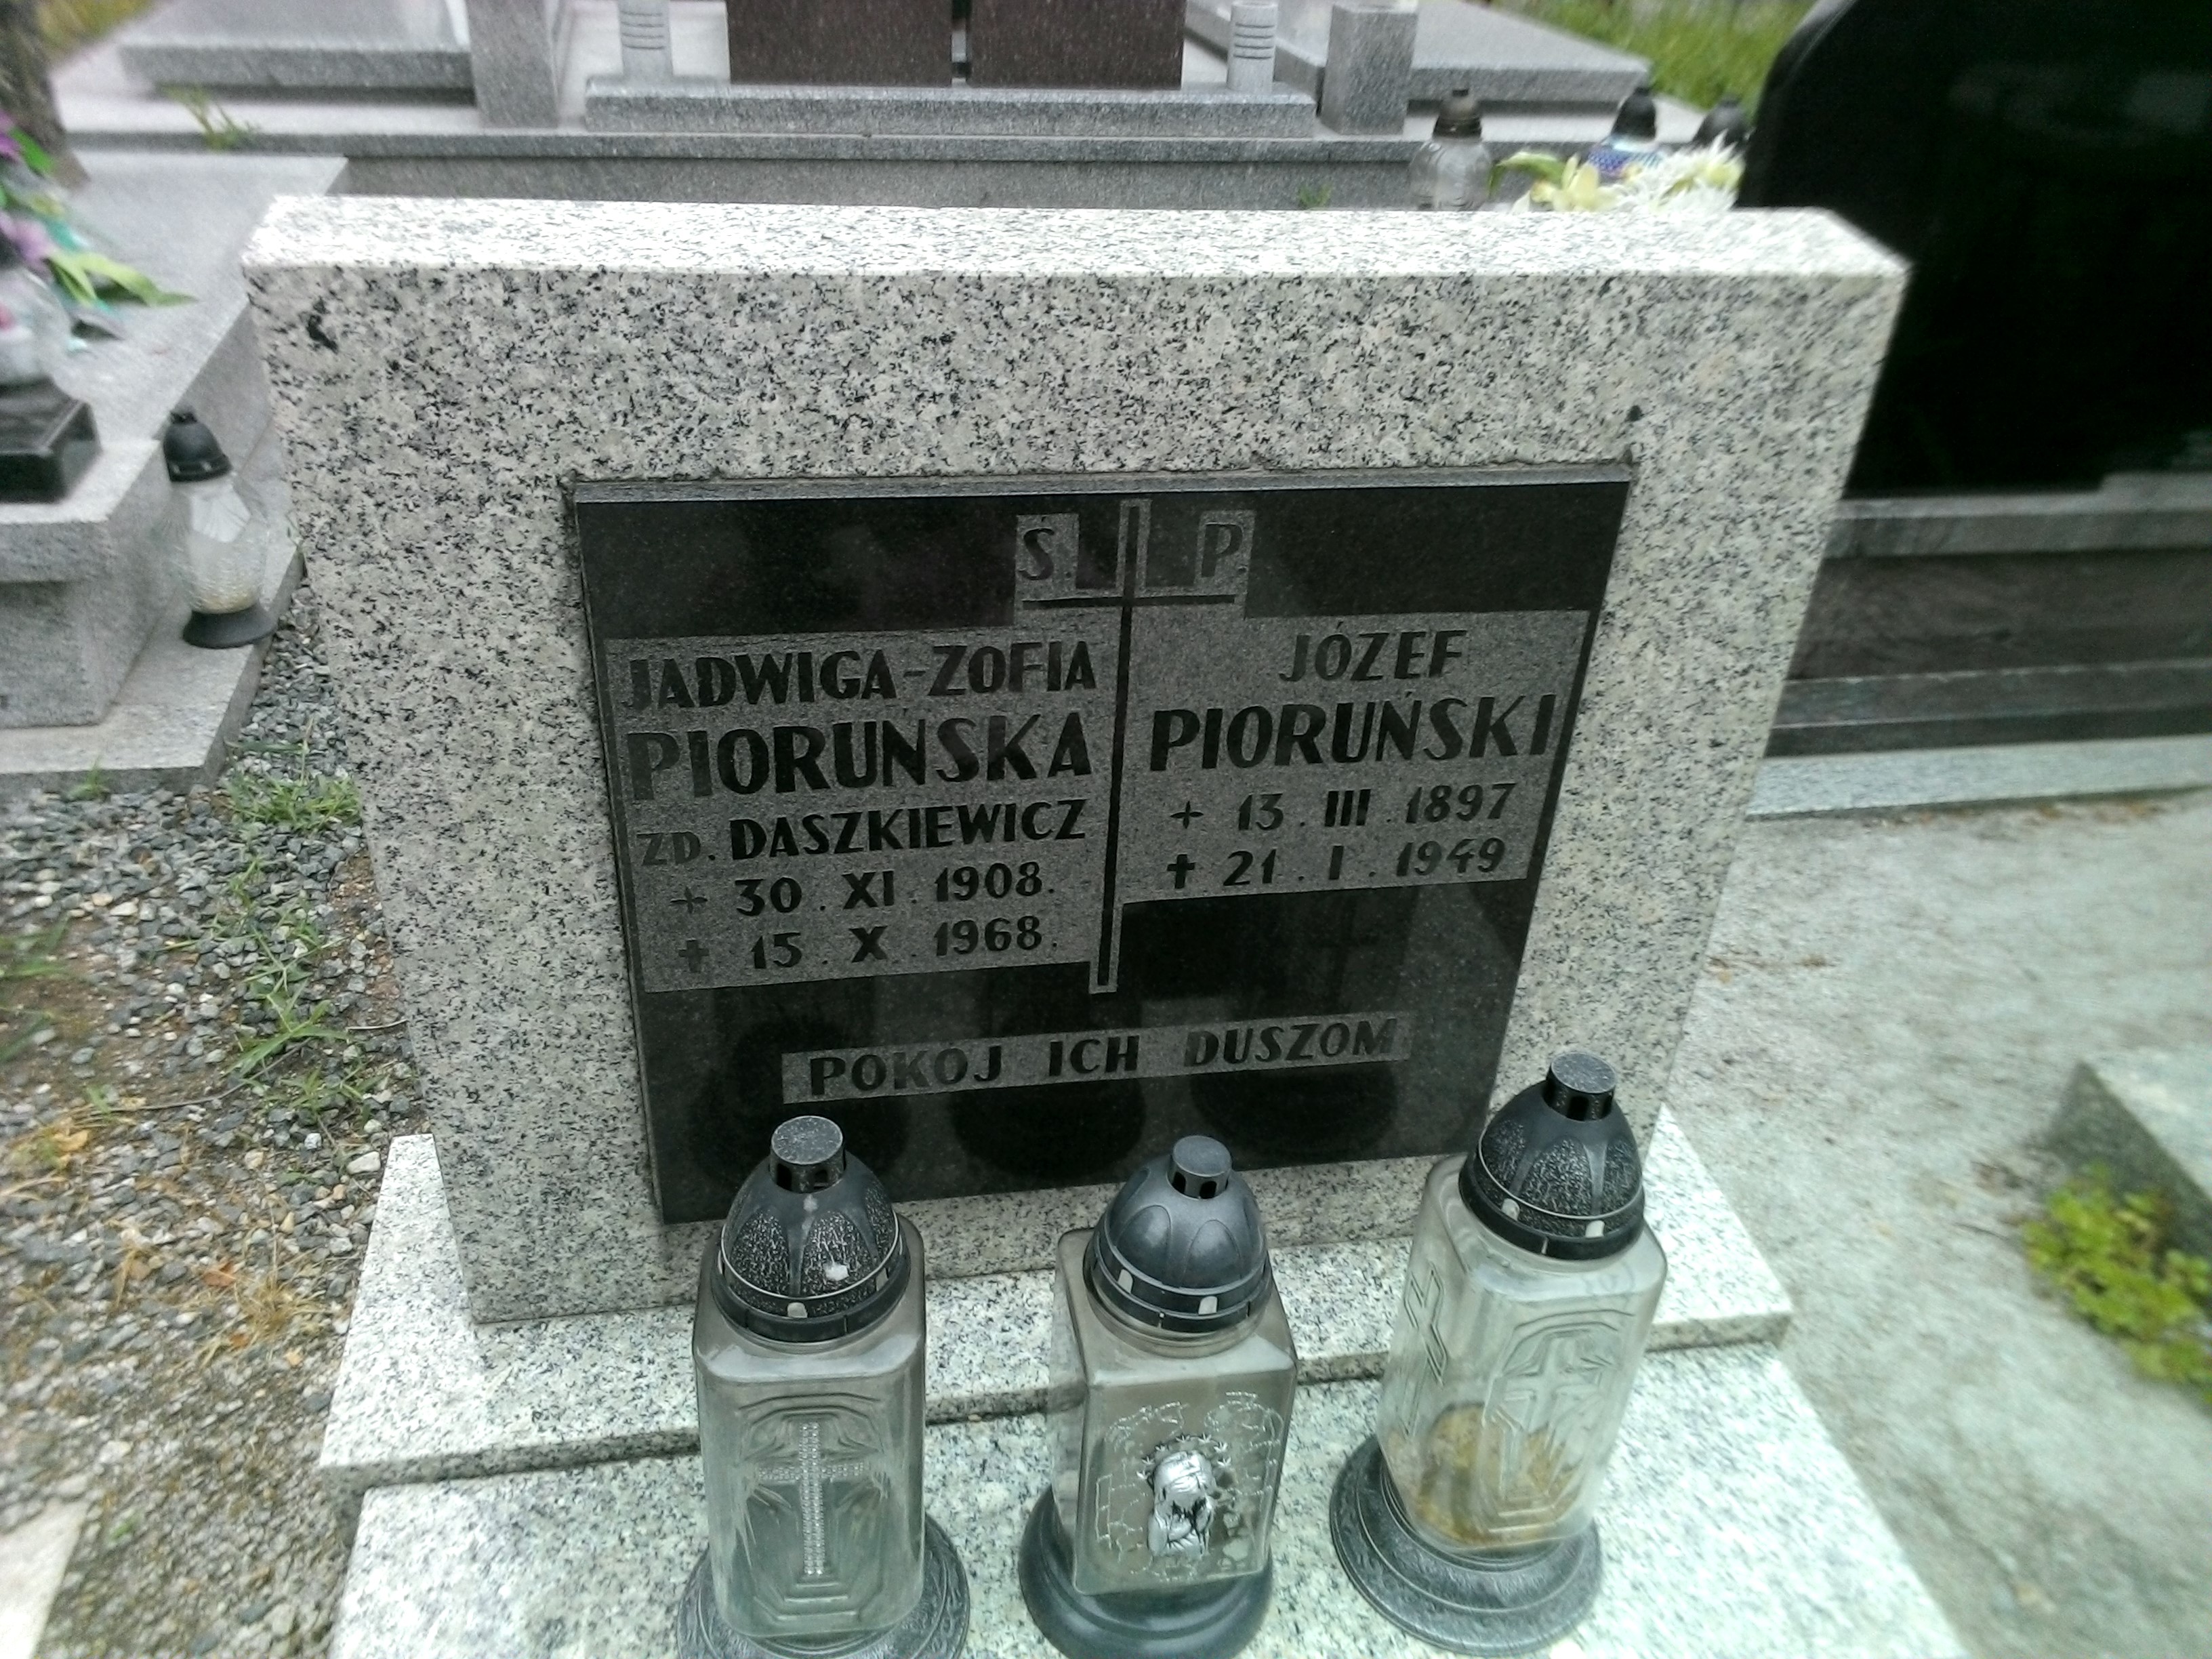 Ś. P.
JADWIGA-ZOFIA
PIORUŃSKA
ZD. DASZKIEWICZ
+ 30. XI. 1908.
✝ 15. X. 1968.
JÓZEF
PIORUŃSKI
+ 13. III. 1897
✝ 21. I. 1949
POKÓJ ICH DUSZOM